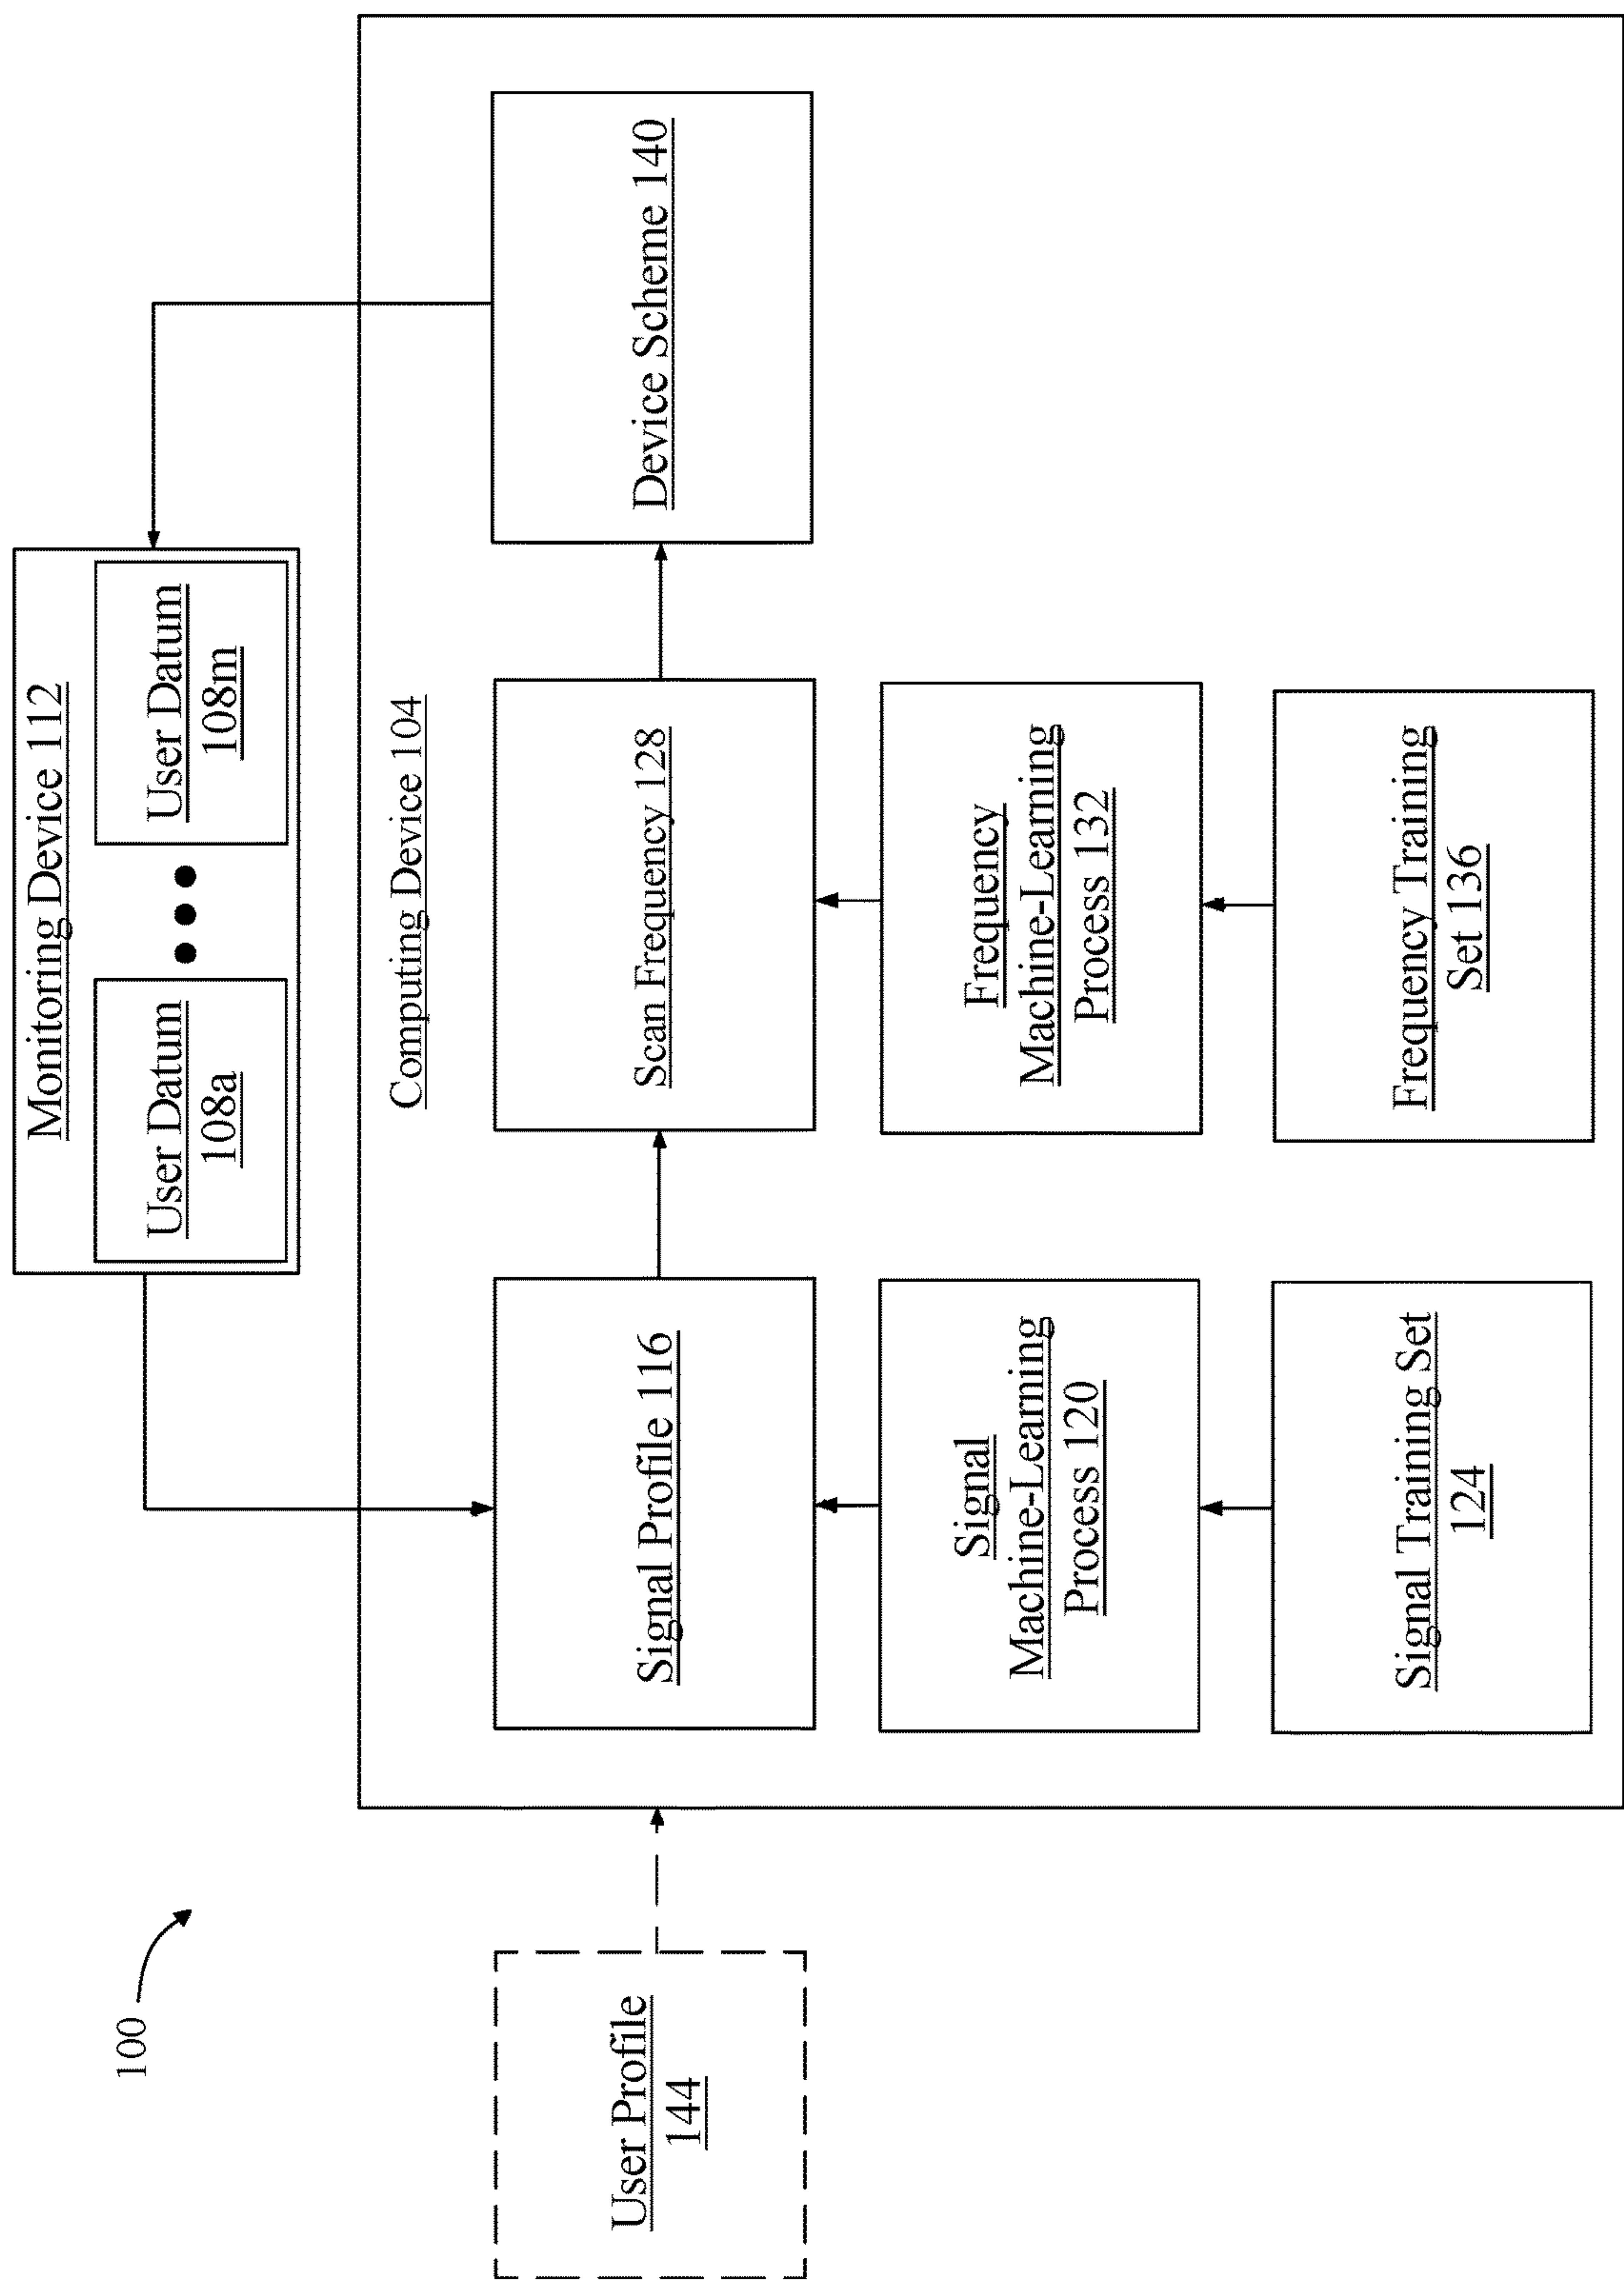 100
Monitoring Device 112
User Datum
108a
User Datum
108m
Computing Device 104
User Profile
144
Signal Profile 116
Scan Frequency 128
Device Scheme 140
Signal
Machine-Learning
Process 120
Frequency
Machine-Learning
Process 132
Signal Training Set
124
Frequency Training
Set 136